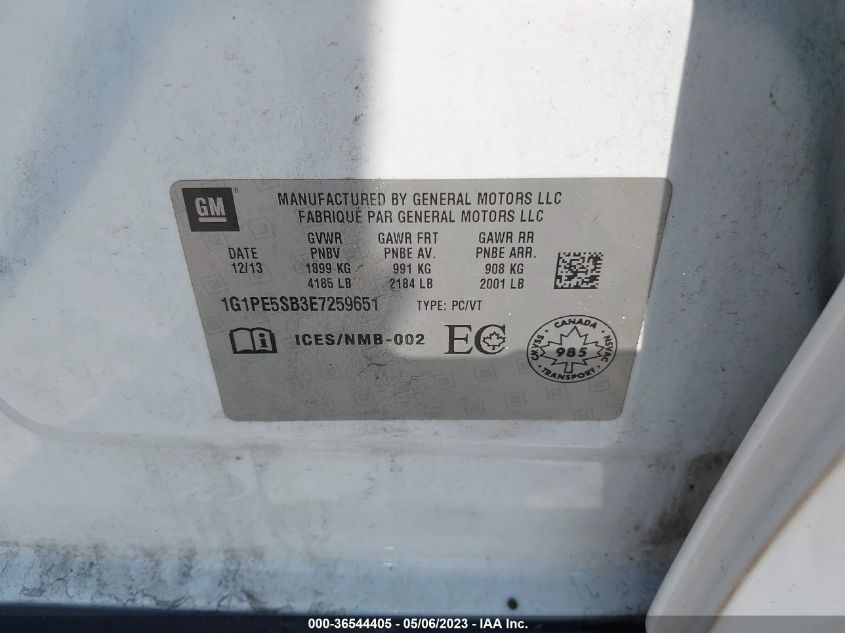 GM®
MANUFACTURED BY GENERAL MOTORS LLC
FABRIQUÉ PAR GENERAL MOTORS LLC
GVWR GAWR FRT GAWR RR
DATE PNBV PNBE AV. PNBE ARR.
12/13 1899 KG 991 KG 908 KG
4185 LB 2184 LB 2001 LB
1G1PE5SB3E7259651 TYPE: PC/VT
ICES/NMB-002 EC
CANADA
CMVSS 985 NSVAC
TRANSPORT
000-36544405 - 05/06/2023 - © IAA Inc.